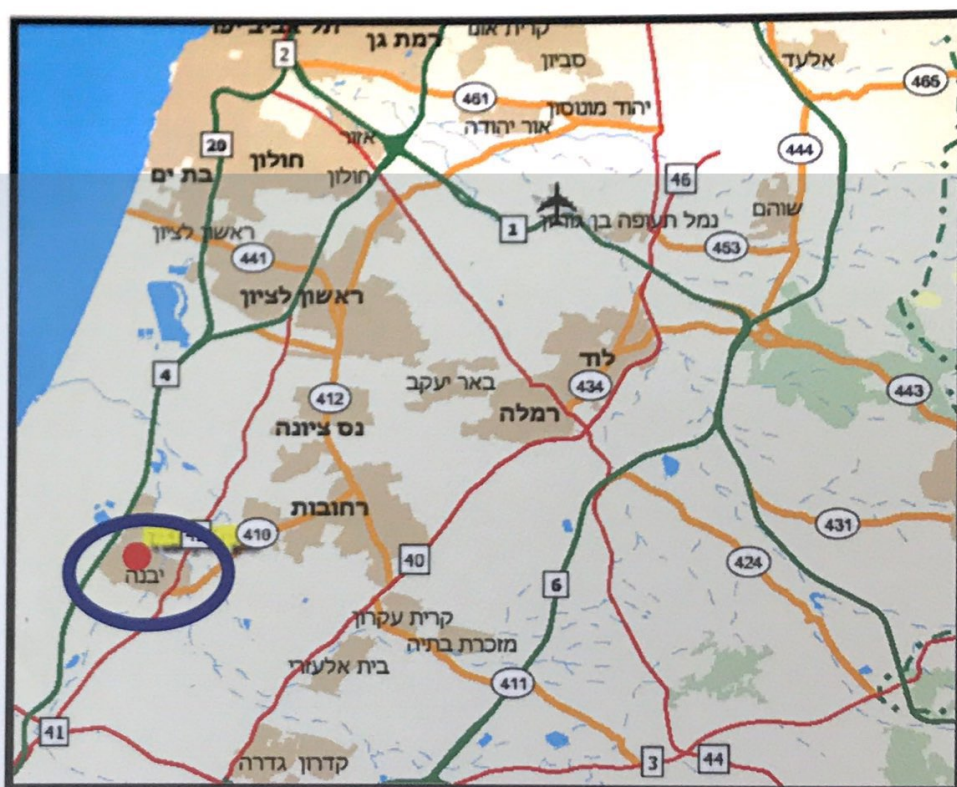 תל אביב-יפו
רמת גן
קרית אונו
סביון
אלעד
2
461
יהוד מונוסון
465
אור יהודה
אזור
20
חולון
444
בת ים
חולון
46
שוהם
נמל תעופה בן גוריון
1
ראשון לציון
453
441
ראשון לציון
4
לוד
באר יעקב
434
443
412
רמלה
נס ציונה
רחובות
410
431
40
424
יבנה
6
קרית עקרון
מזכרת בתיה
בית אלעזרי
411
41
קדרון
גדרה
3
44